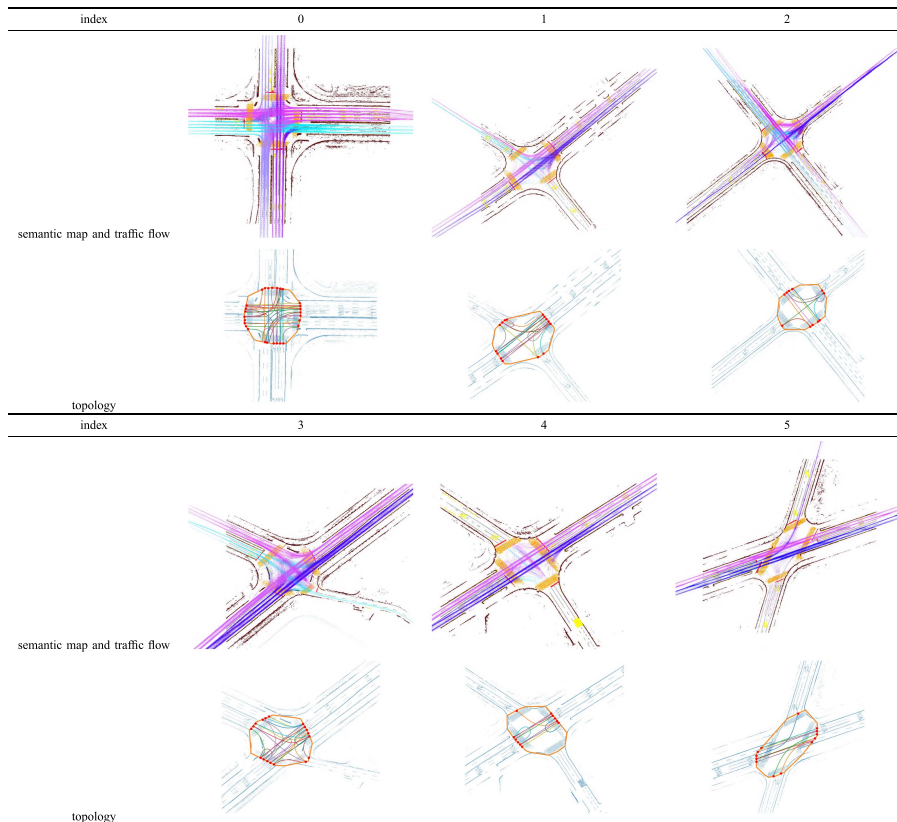 index 0 1 2
semantic map and traffic flow
topology
index 3 4 5
semantic map and traffic flow
topology